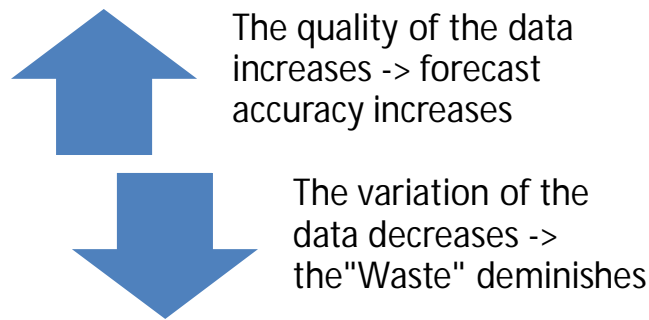 The quality of the data
increases -> forecast
accuracy increases
The variation of the
data decreases ->
the"Waste" deminishes